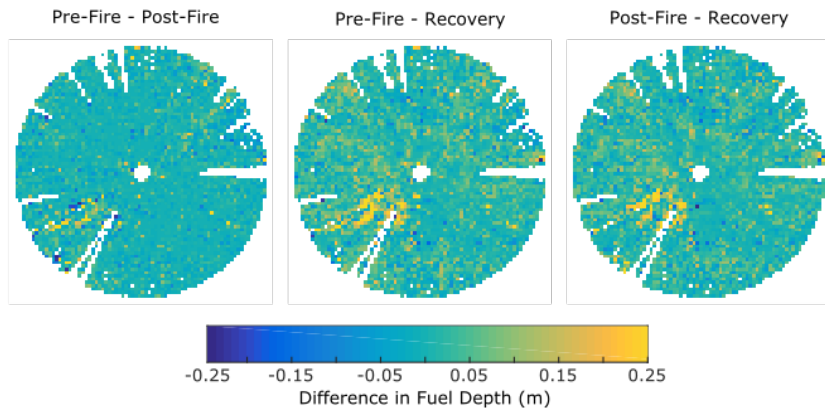 Pre-Fire - Post-Fire
Pre-Fire - Recovery
Post-Fire - Recovery
-0.25 -0.15 -0.05 0.05 0.15 0.25
Difference in Fuel Depth (m)